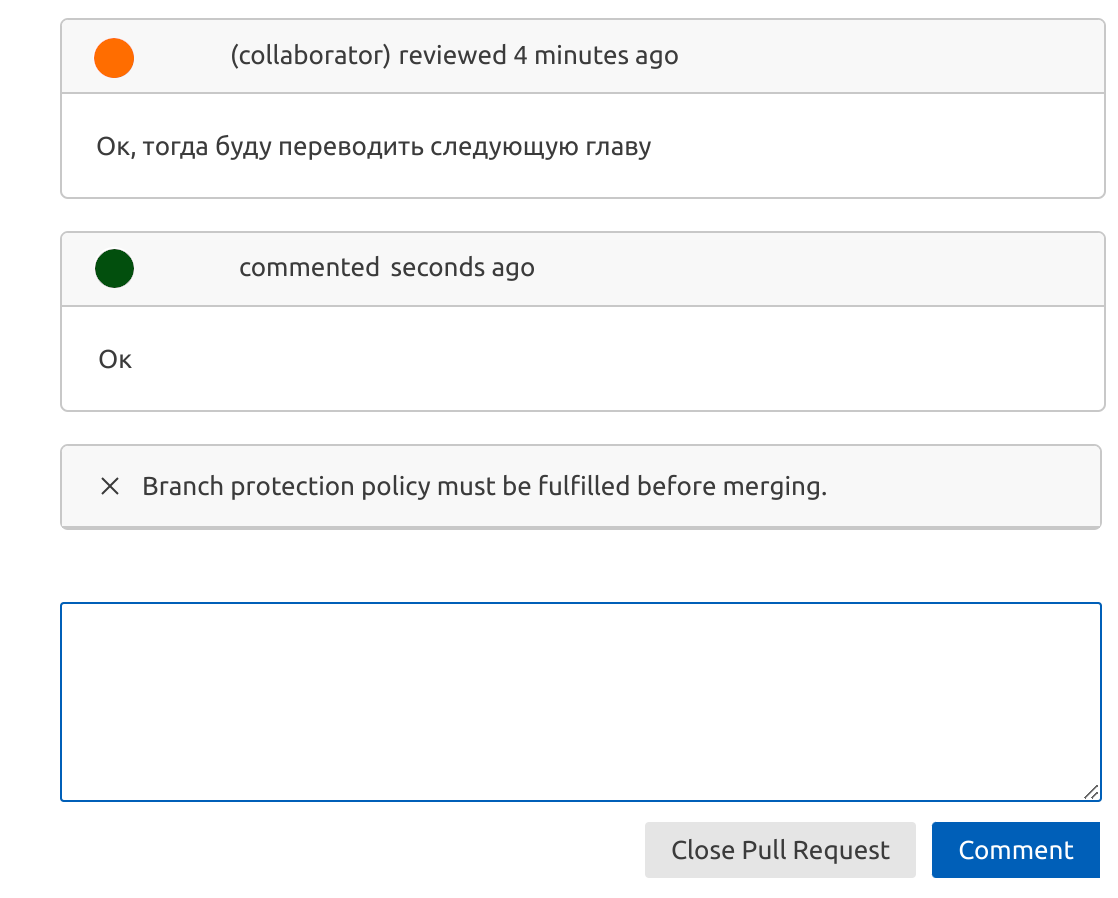 (collaborator) reviewed 4 minutes ago
Ок, тогда буду переводить следующую главу
commented seconds ago
Ок
Branch protection policy must be fulfilled before merging.
Close Pull Request
Comment